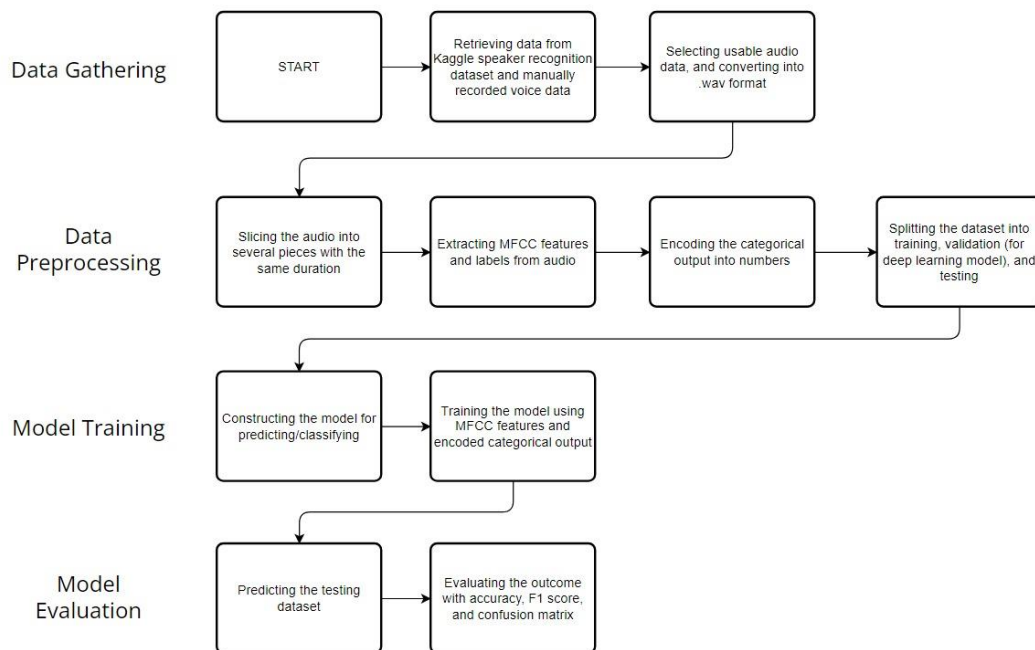 Data Gathering
START
Retrieving data from
Kaggle speaker recognition
dataset and manually
recorded voice data
Selecting usable audio
data, and converting into
.wav format
Data
Preprocessing
Slicing the audio into
several pieces with the
same duration
Extracting MFCC features
and labels from audio
Encoding the categorical
output into numbers
Splitting the dataset into
training, validation (for
deep learning model), and
testing
Model Training
Constructing the model for
predicting/classifying
Training the model using
MFCC features and
encoded categorical output
Model
Evaluation
Predicting the testing
dataset
Evaluating the outcome
with accuracy, F1 score,
and confusion matrix